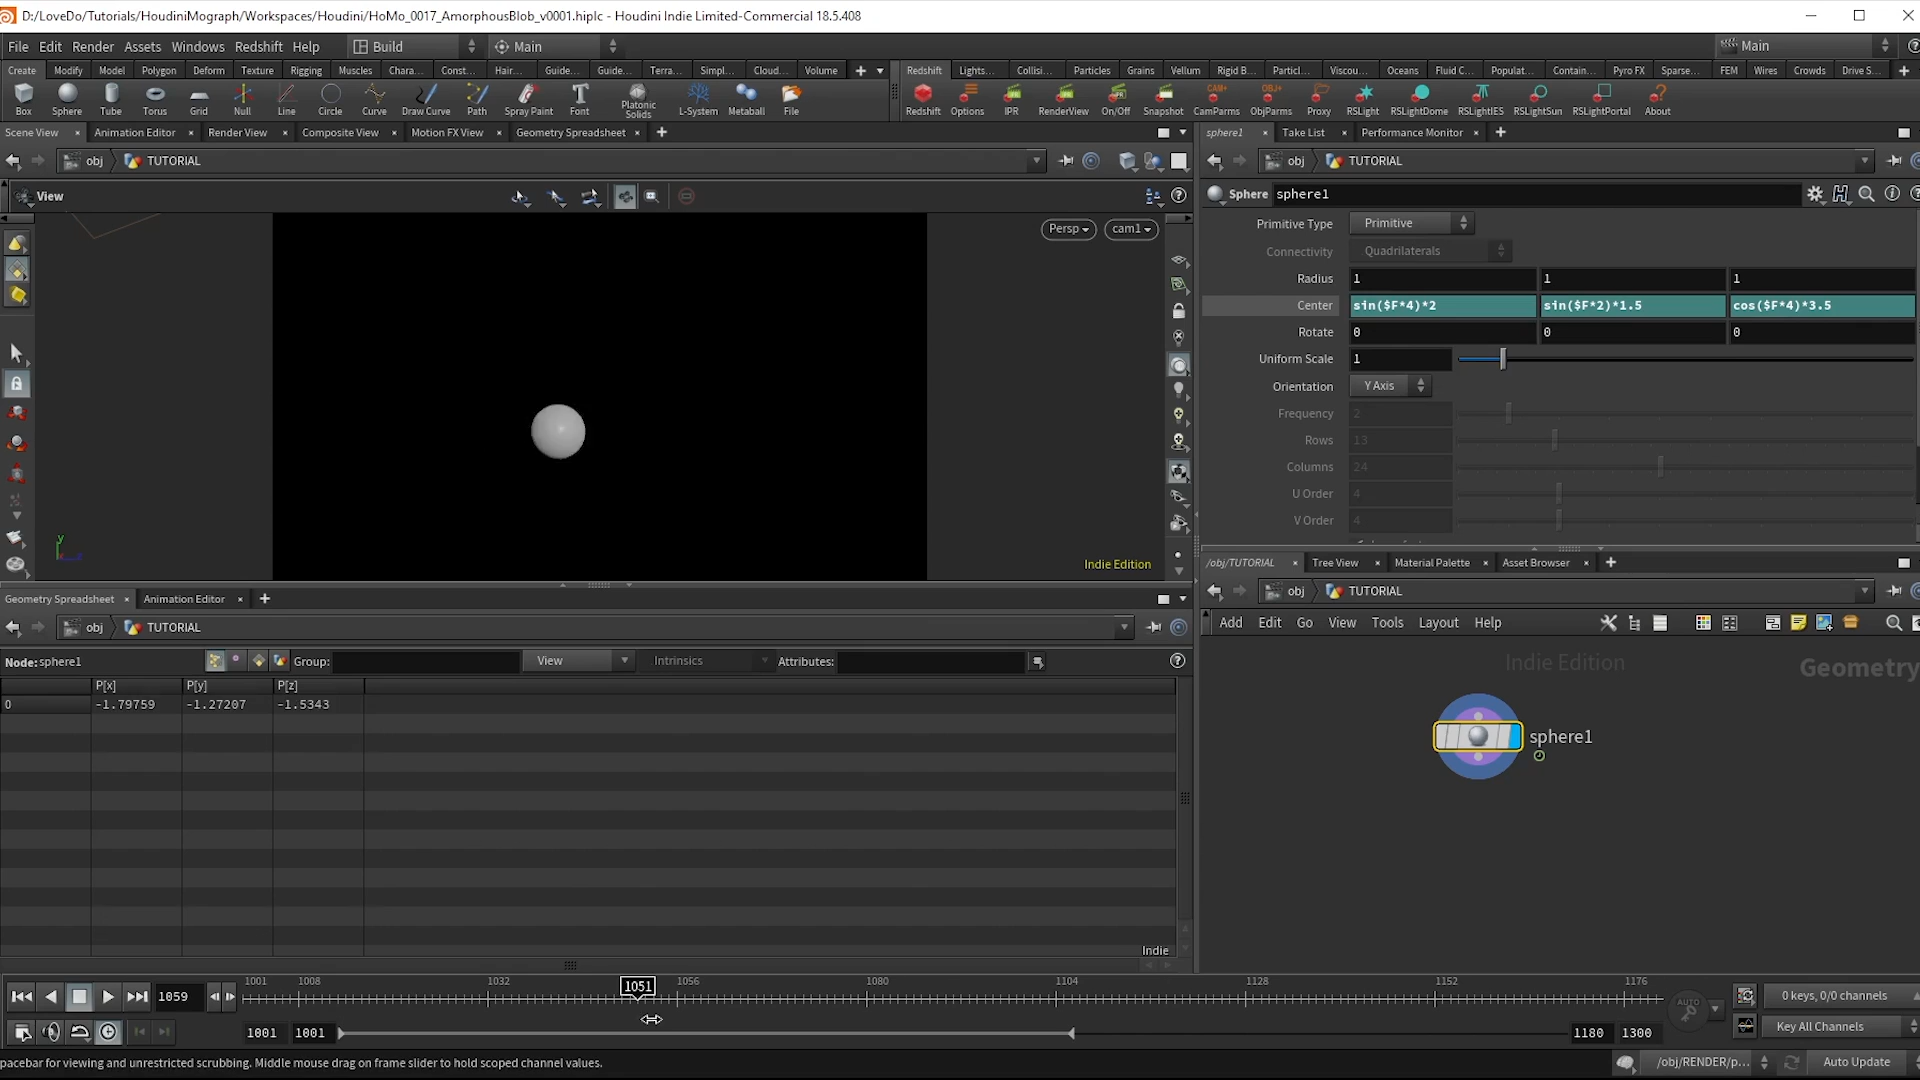 D:/LoveDo/Tutorials/HoudiniMograph/Workspaces/Houdini/HoMo_0017_AmorphousBlob_v0001.hiplc - Houdini Indie Limited-Commercial 18.5.408
File Edit Render Assets Windows Redshift Help Build Main Main
Create Modify Model Polygon Deform Texture Rigging Muscles Chara... Const... Hair... Guide... Guide... Terra... Simpl... Cloud... Volume Redshift Lights... Collisi... Particles Grains Vellum Rigid B... Particl... Viscou... Oceans Fluid C... Populat... Contain... Pyro FX Sparse... FEM Wires Crowds Drive S...
Box Sphere Tube Torus Grid Null Line Circle Curve Draw Curve Path Spray Paint Font Platonic Solids L-System Metaball File Redshift Options IPR RenderView On/Off Snapshot CamParms ObjParms Proxy RSLight RSLightDome RSLightIES RSLightSun RSLightPortal About
Scene View Animation Editor Render View Composite View Motion FX View Geometry Spreadsheet sphere1 Take List Performance Monitor
obj TUTORIAL obj TUTORIAL
View
Persp cam1
Indie Edition
Sphere sphere1
Primitive Type Primitive
Connectivity Quadrilaterals
Radius 1 1 1
Center sin($F*4)*2 sin($F*2)*1.5 cos($F*4)*3.5
Rotate 0 0 0
Uniform Scale 1
Orientation Y Axis
Frequency 2
Rows 13
Columns 24
U Order 4
V Order 4
Geometry Spreadsheet Animation Editor
obj TUTORIAL
Node:sphere1 Group: View Intrinsics Attributes:
P[x] P[y] P[z]
0 -1.79759 -1.27207 -1.5343
Indie
/obj/TUTORIAL Tree View Material Palette Asset Browser
obj TUTORIAL
Add Edit Go View Tools Layout Help
Indie Edition Geometry
sphere1
1059 1001 1008 1032 1051 1056 1080 1104 1128 1152 1176 AUTO 0 keys, 0/0 channels
1001 1001 1180 1300 Key All Channels
pacebar for viewing and unrestricted scrubbing. Middle mouse drag on frame slider to hold scoped channel values. /obj/RENDER/p... Auto Update